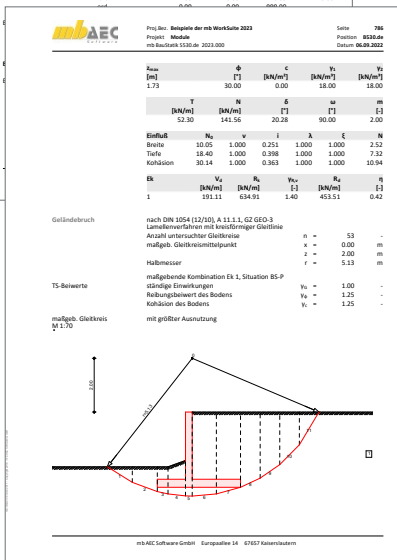 mbAEC
Software
Proj.Bez. Beispiele der mb WorkSuite 2023 Seite 786
Projekt Module Position B530.de
mb BauStatik S530.de 2023.000 Datum 06.09.2022
zmax ф c γ₁ γ₂
[m] [°] [kN/m²] [kN/m³] [kN/m³]
1.73 30.00 0.00 18.00 18.00
T N δ ω m
[kN/m] [kN/m] [°] [°] [-]
52.30 141.56 20.28 90.00 2.00
Einfluß N₀ ν i λ ξ N
Breite 10.05 1.000 0.251 1.000 1.000 2.52
Tiefe 18.40 1.000 0.398 1.000 1.000 7.32
Kohäsion 30.14 1.000 0.363 1.000 1.000 10.94
Ek Vd Rk γR,v Rd η
[kN/m] [kN/m] [-] [kN/m] [-]
1 191.11 634.91 1.40 453.51 0.42
Geländebruch nach DIN 1054 (12/10), A 11.1.1, GZ GEO-3
Lamellenverfahren mit kreisförmiger Gleitlinie
Anzahl untersuchter Gleitkreise n = 53 -
maßgeb. Gleitkreismittelpunkt x = 0.00 m
z = 2.00 m
Halbmesser r = 5.13 m
maßgebende Kombination Ek 1, Situation BS-P
TS-Beiwerte ständige Einwirkungen γG = 1.00 -
Reibungsbeiwert des Bodens γφ = 1.25 -
Kohäsion des Bodens γc = 1.25 -
maßgeb. Gleitkreis mit größter Ausnutzung
M 1:70
2.00
r=5.13
1
mb AEC Software GmbH Europaallee 14 67657 Kaiserslautern